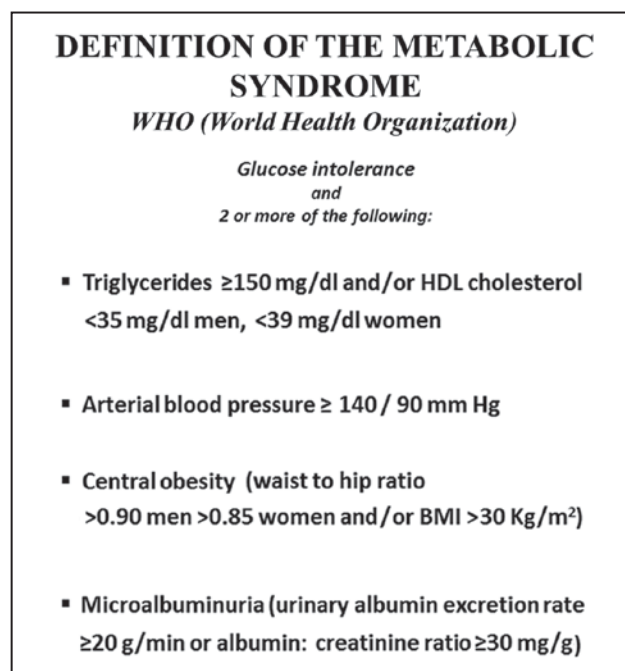 DEFINITION OF THE METABOLIC
SYNDROME
WHO (World Health Organization)
Glucose intolerance
and
2 or more of the following:
▪ Triglycerides ≥150 mg/dl and/or HDL cholesterol
<35 mg/dl men, <39 mg/dl women
▪ Arterial blood pressure ≥ 140 / 90 mm Hg
▪ Central obesity (waist to hip ratio
>0.90 men >0.85 women and/or BMI >30 Kg/m²)
▪ Microalbuminuria (urinary albumin excretion rate
≥20 g/min or albumin: creatinine ratio ≥30 mg/g)